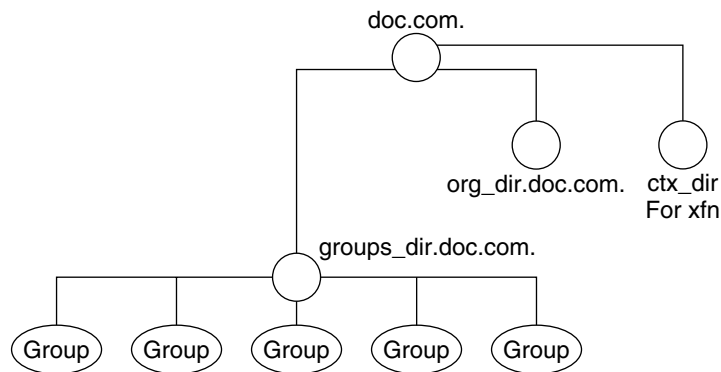 doc.com.
org_dir.doc.com.
ctx_dir
For xfn
groups_dir.doc.com.
Group
Group
Group
Group
Group